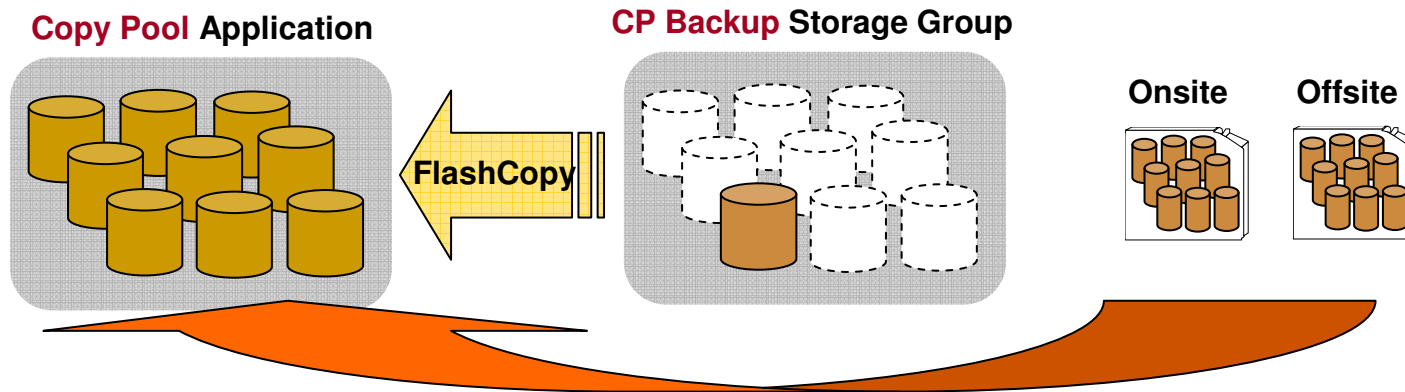 Copy Pool Application
CP Backup Storage Group
Onsite
Offsite
FlashCopy